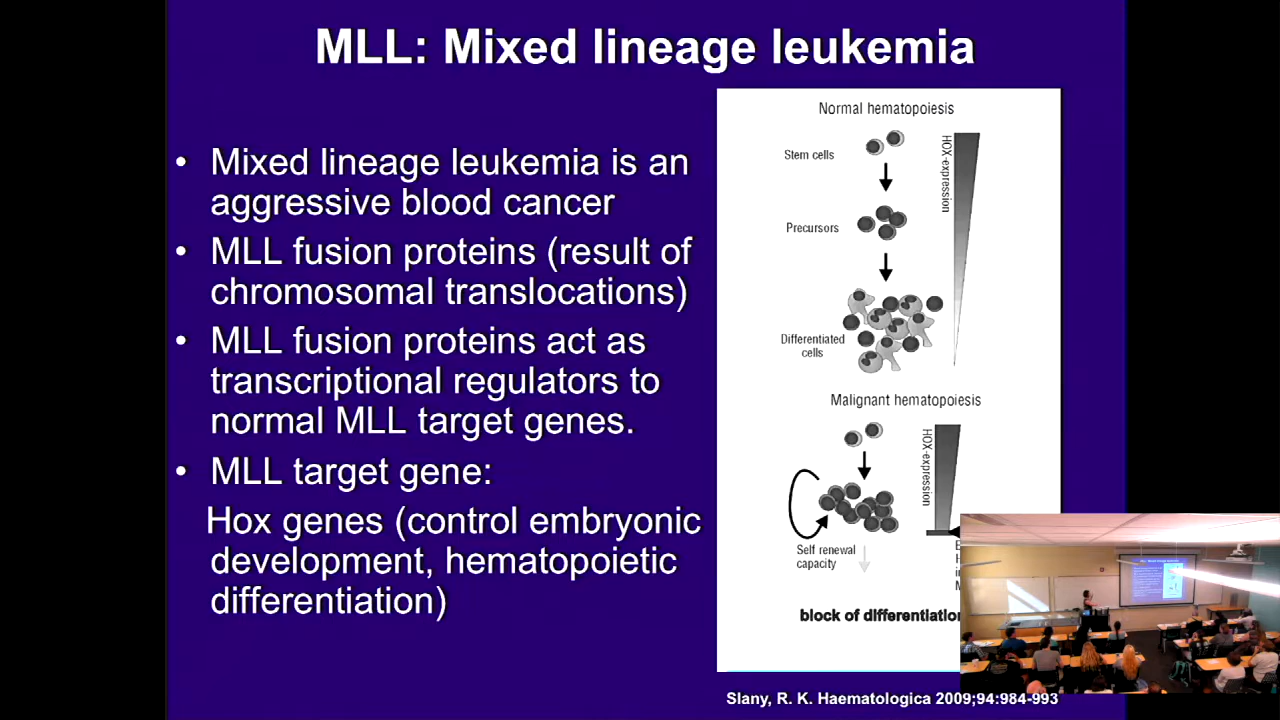 MLL: Mixed lineage leukemia
• Mixed lineage leukemia is an
aggressive blood cancer
• MLL fusion proteins (result of
chromosomal translocations)
• MLL fusion proteins act as
transcriptional regulators to
normal MLL target genes.
• MLL target gene:
Hox genes (control embryonic
development, hematopoietic
differentiation)
Normal hematopoiesis
Stem cells
HOX-expression
Precursors
Differentiated
cells
Malignant hematopoiesis
HOX-expression
Self renewal
capacity
block of differentiation
Slany, R. K. Haematologica 2009;94:984-993